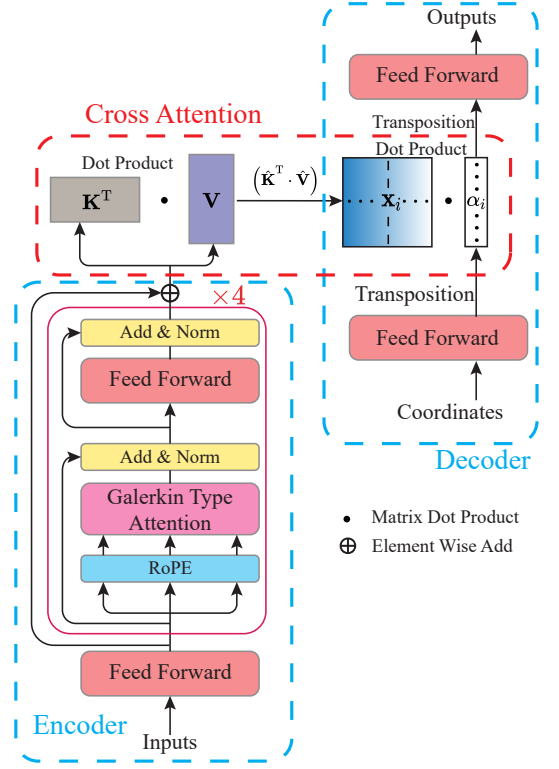 Outputs
Feed Forward
Transposition
Cross Attention
Dot Product
Dot Product
K^T
·
V
(K̂^T · V̂)
····x_i····
·
α_i
×4
Transposition
Add & Norm
Feed Forward
Feed Forward
Coordinates
Add & Norm
Decoder
Galerkin Type
Attention
• Matrix Dot Product
⊕ Element Wise Add
RoPE
Feed Forward
Encoder
Inputs